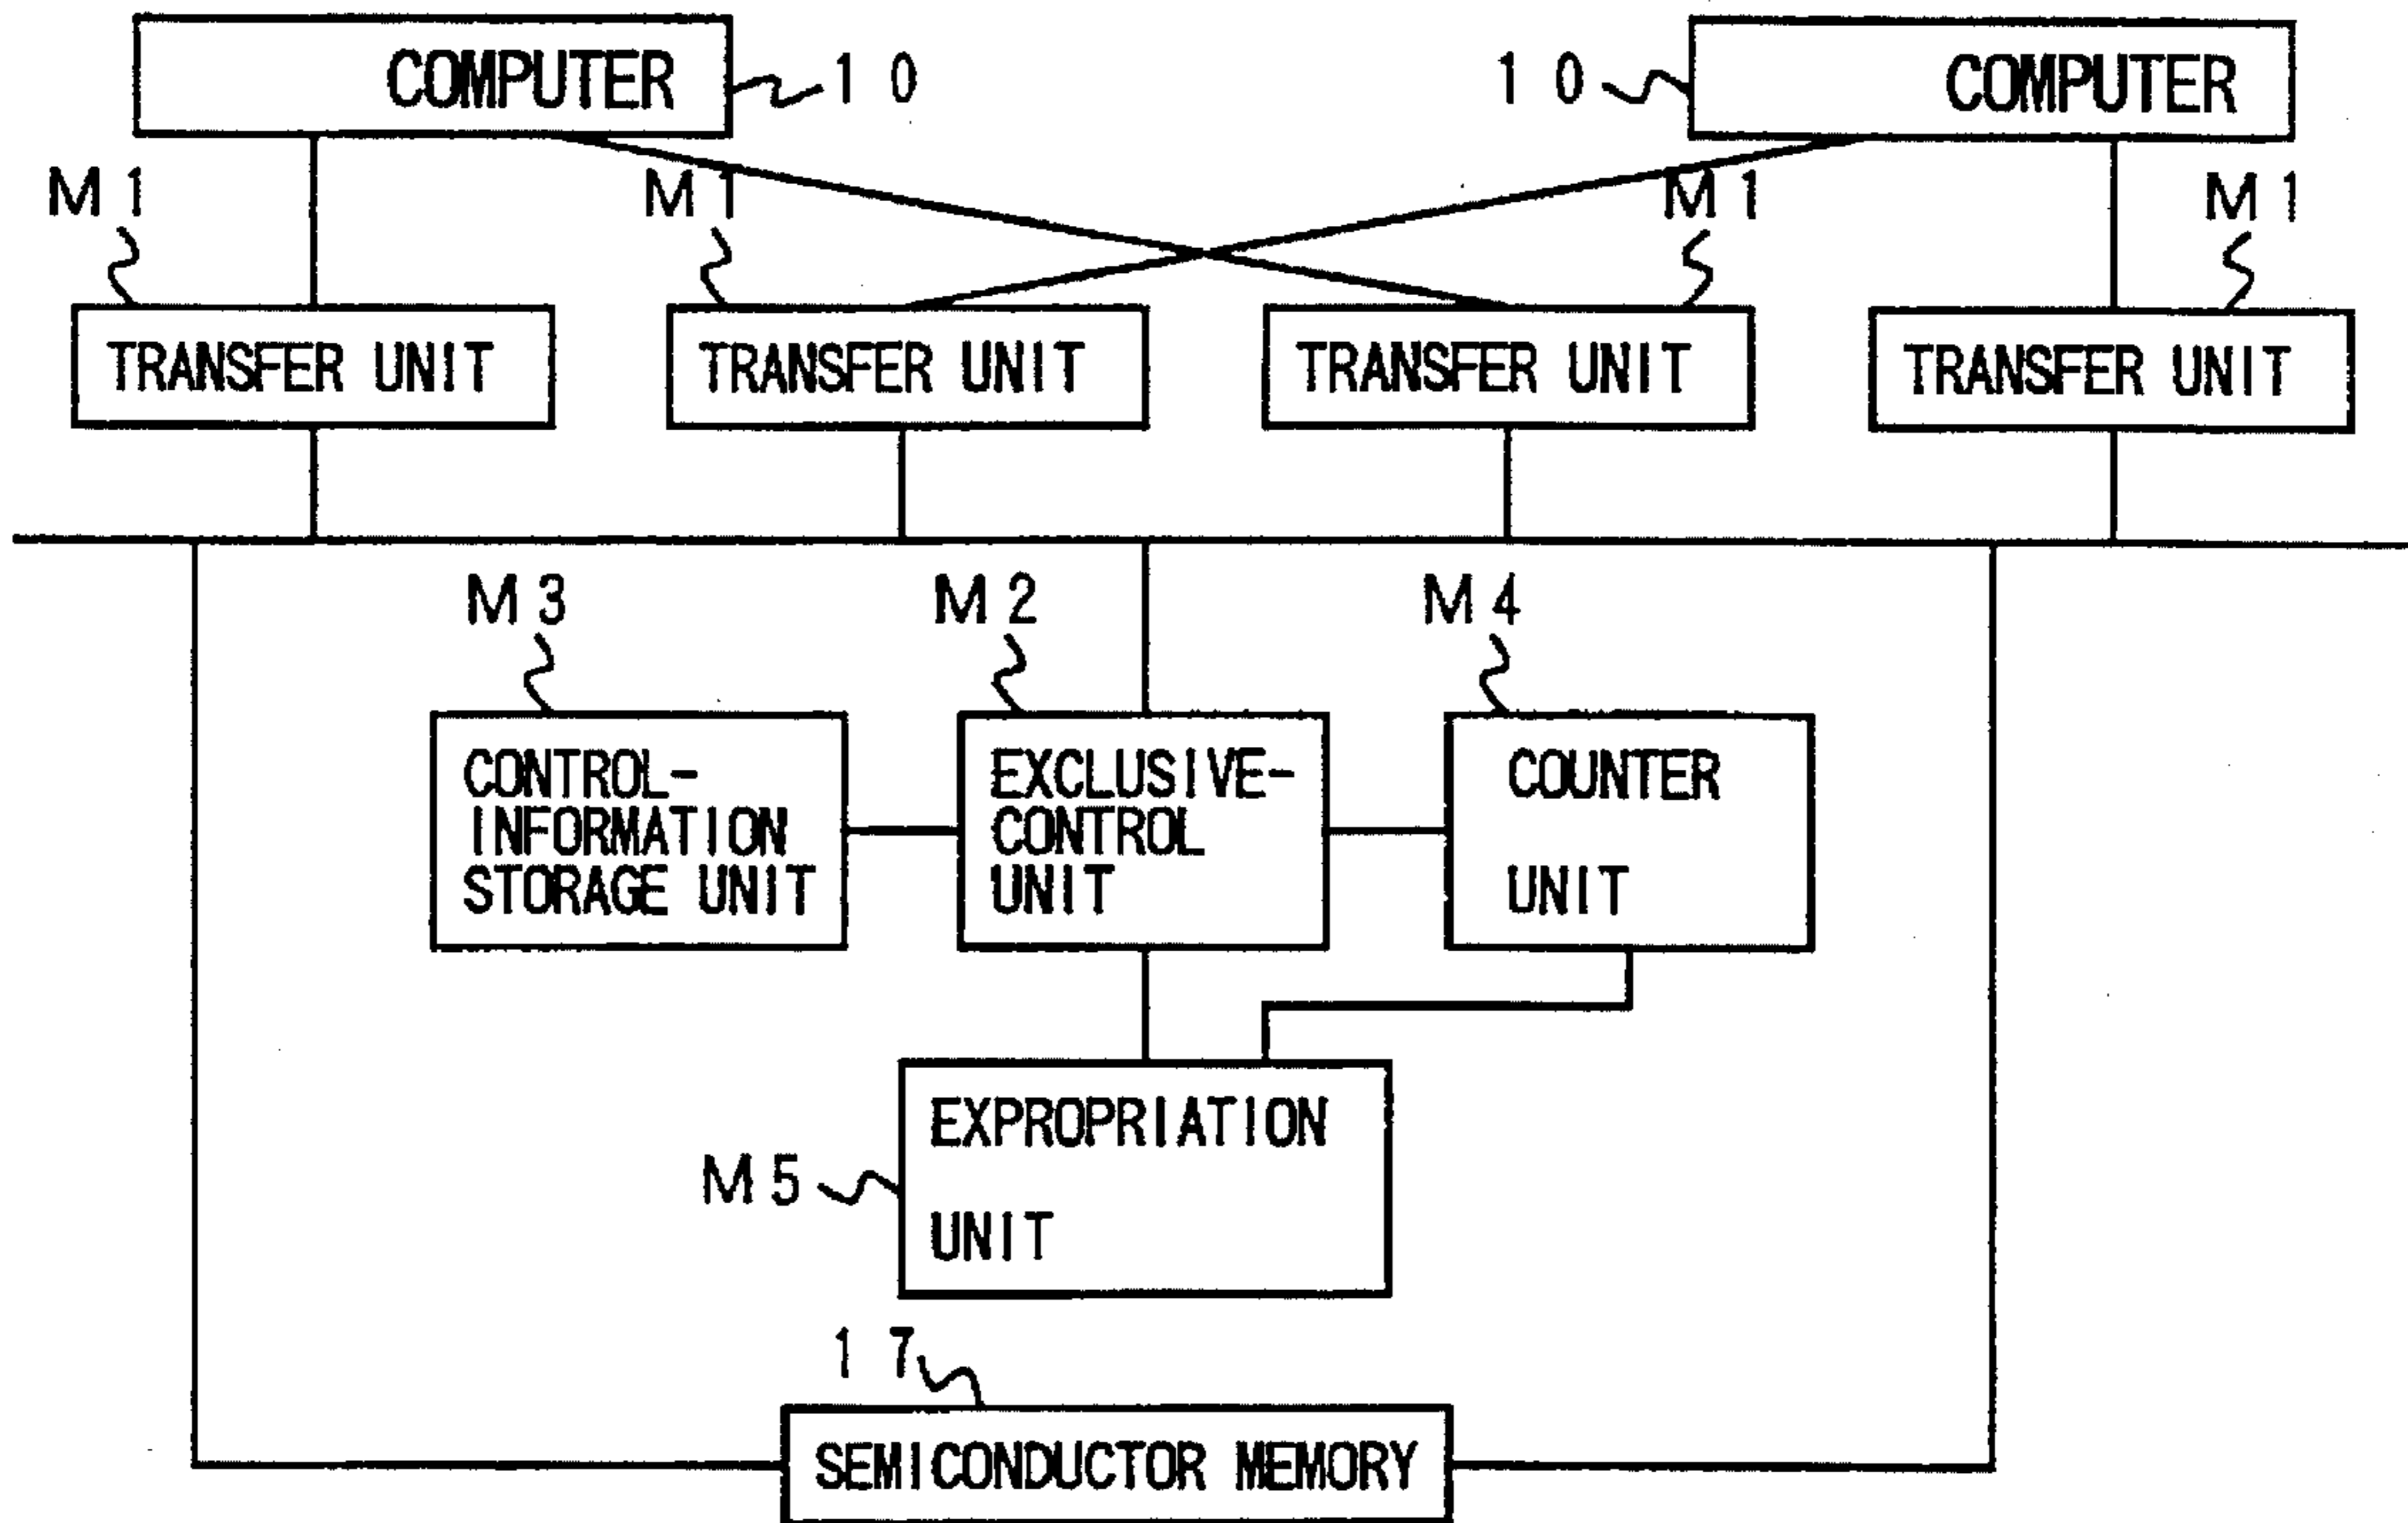 COMPUTER
10
10
COMPUTER
M1
M1
M1
M1
TRANSFER UNIT
TRANSFER UNIT
TRANSFER UNIT
TRANSFER UNIT
M3
M2
M4
CONTROL-
INFORMATION
STORAGE UNIT
EXCLUSIVE-
CONTROL
UNIT
COUNTER
UNIT
EXPROPRIATION
UNIT
M5
17
SEMICONDUCTOR MEMORY